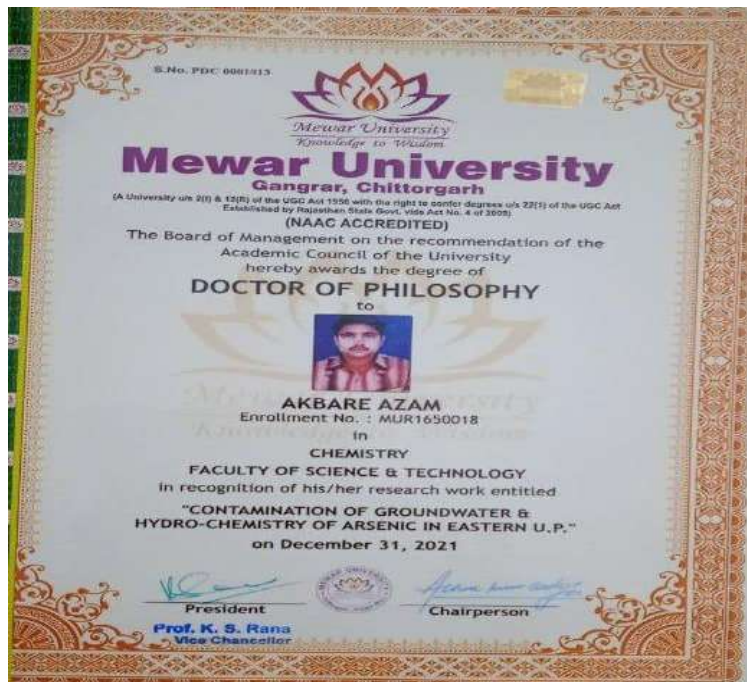 S.No. PDC
Mewar University
Knowledge to Wisdom
Mewar University
Gangrar, Chittorgarh
(A University u/s 2(f) & 12(B) of the UGC Act 1956 with the right to confer degrees u/s 22(1) of the UGC Act
Established by Rajasthan State Govt. vide Act No. 4 of 2009)
(NAAC ACCREDITED)
The Board of Management on the recommendation of the
Academic Council of the University
hereby awards the degree of
DOCTOR OF PHILOSOPHY
to
AKBARE AZAM
Enrollment No. : MUR1650018
in
CHEMISTRY
FACULTY OF SCIENCE & TECHNOLOGY
in recognition of his/her research work entitled
"CONTAMINATION OF GROUNDWATER &
HYDRO-CHEMISTRY OF ARSENIC IN EASTERN U.P."
on December 31, 2021
President
Chairperson
Prof. K. S. Rana
Vice Chancellor